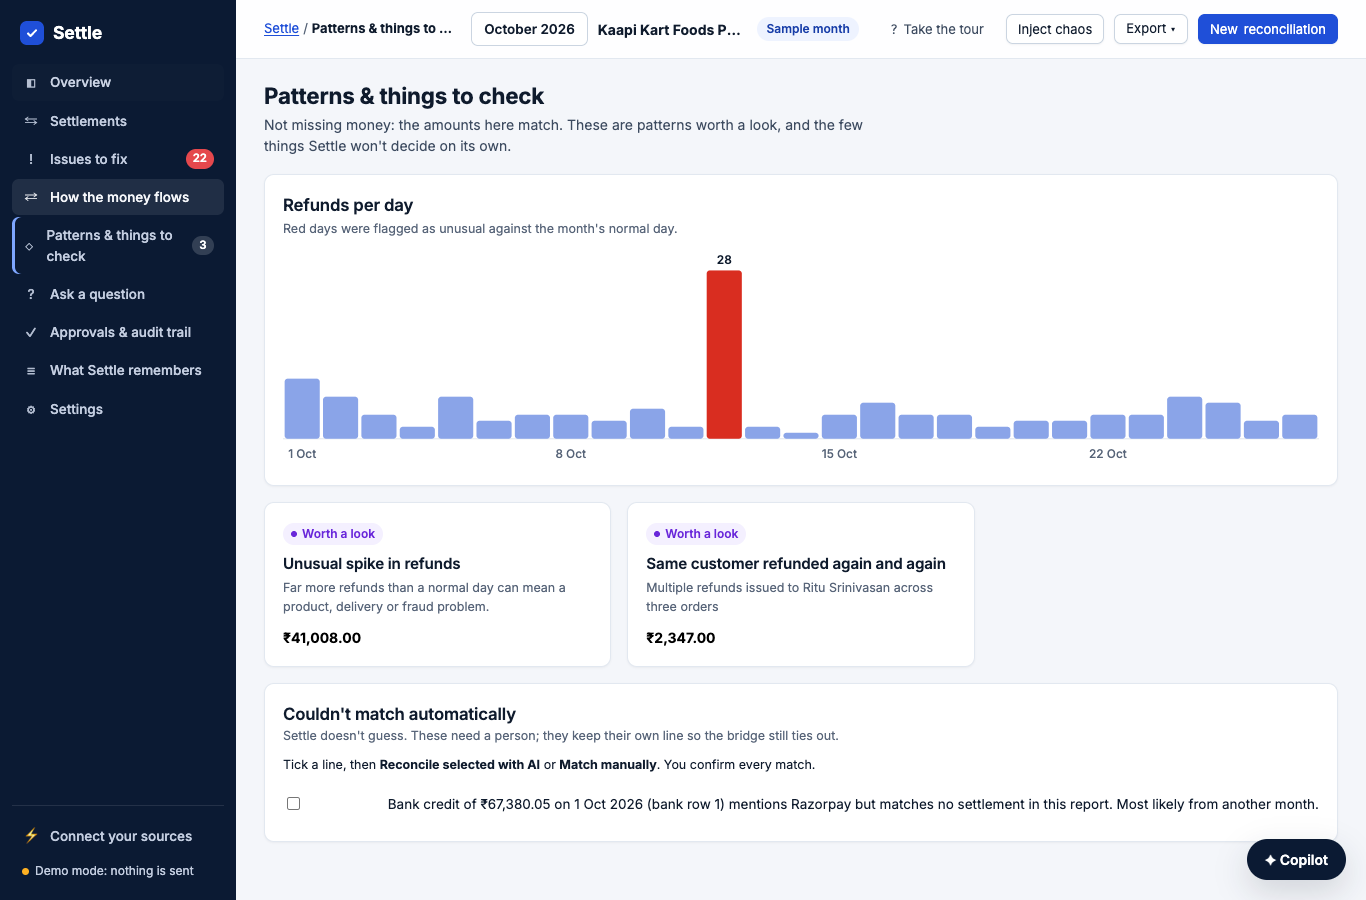 Settle
Overview
Settlements
Issues to fix
22
How the money flows
Patterns & things to
check
3
Ask a question
Approvals & audit trail
What Settle remembers
Settings
Connect your sources
Demo mode: nothing is sent
Settle / Patterns & things to ...
October 2026
Kaapi Kart Foods P...
Sample month
? Take the tour
Inject chaos
Export
New reconciliation
Patterns & things to check
Not missing money: the amounts here match. These are patterns worth a look, and the few
things Settle won't decide on its own.
Refunds per day
Red days were flagged as unusual against the month's normal day.
28
1 Oct
8 Oct
15 Oct
22 Oct
Worth a look
Unusual spike in refunds
Far more refunds than a normal day can mean a
product, delivery or fraud problem.
₹41,008.00
Worth a look
Same customer refunded again and again
Multiple refunds issued to Ritu Srinivasan across
three orders
₹2,347.00
Couldn't match automatically
Settle doesn't guess. These need a person; they keep their own line so the bridge still ties out.
Tick a line, then Reconcile selected with AI or Match manually. You confirm every match.
Bank credit of ₹67,380.05 on 1 Oct 2026 (bank row 1) mentions Razorpay but matches no settlement in this report. Most likely from another month.
Copilot